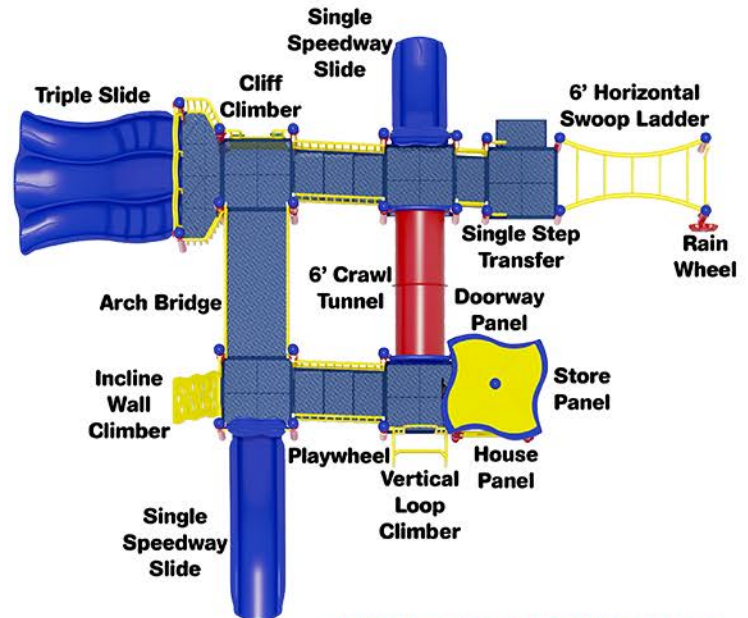 Single
Speedway
Slide
Triple Slide
Cliff
Climber
6' Horizontal
Swoop Ladder
Single Step
Transfer
Rain
Wheel
6' Crawl
Tunnel
Arch Bridge
Doorway
Panel
Incline
Wall
Climber
Store
Panel
Playwheel
Vertical
Loop
Climber
House
Panel
Single
Speedway
Slide